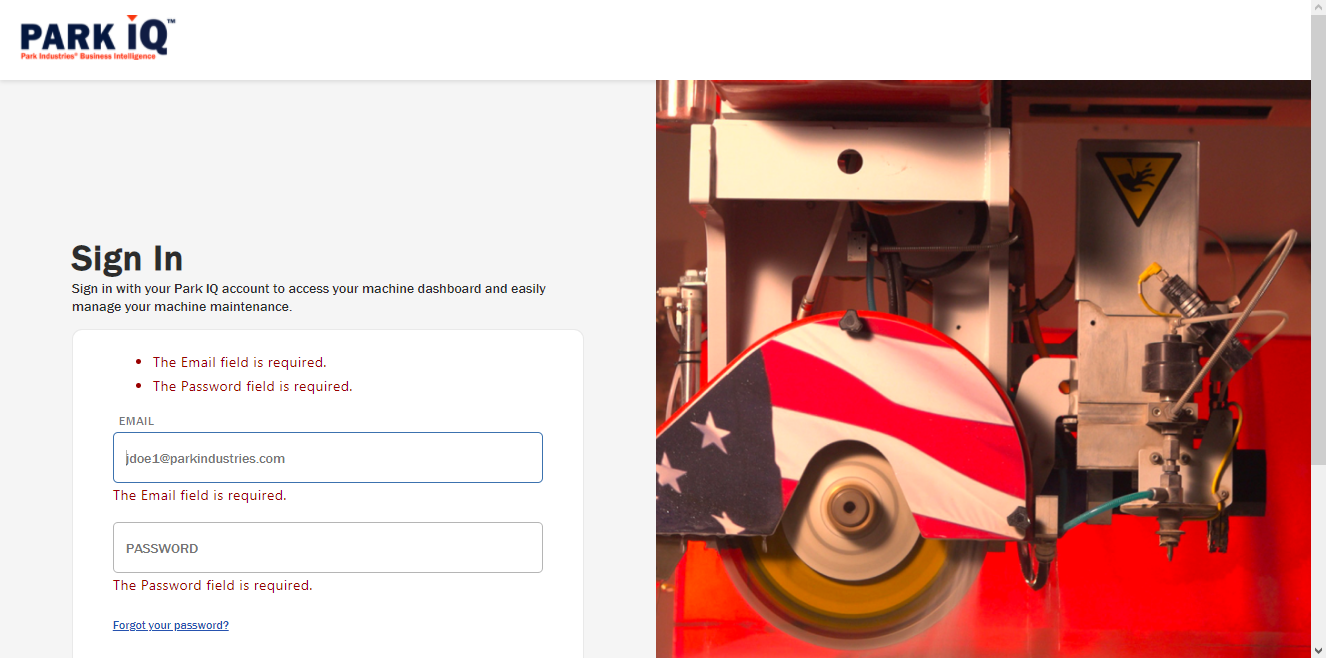 PARK IQ™
Park Industries® Business Intelligence
Sign In
Sign in with your Park IQ account to access your machine dashboard and easily
manage your machine maintenance.
The Email field is required.
The Password field is required.
EMAIL
jdoe1@parkindustries.com
The Email field is required.
PASSWORD
The Password field is required.
Forgot your password?